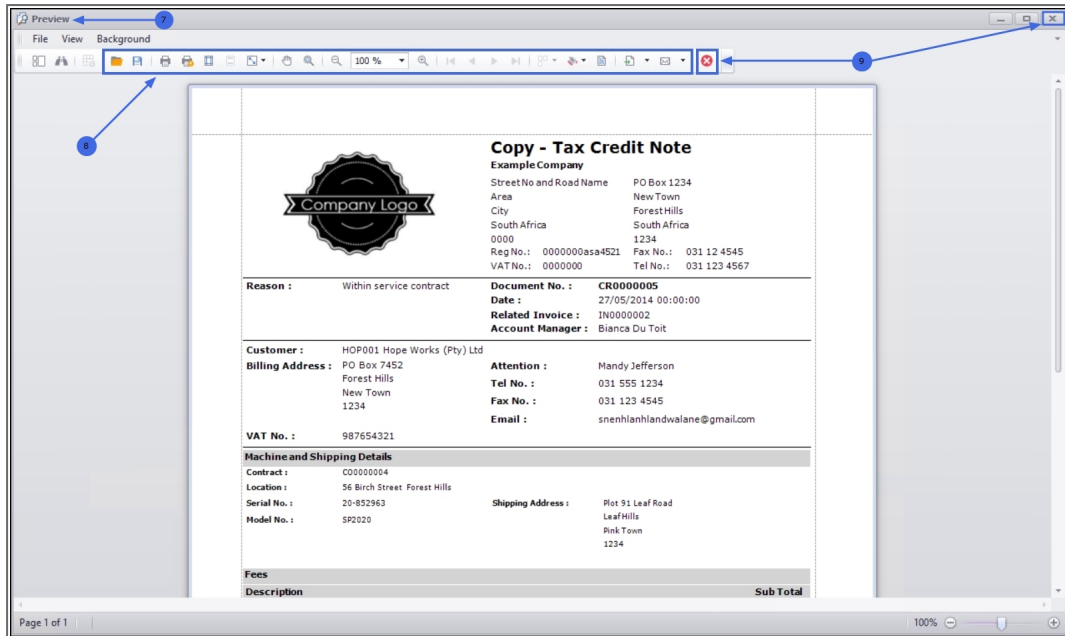 Preview
7
File View Background
100 %
9
8
Company Logo
Copy - Tax Credit Note
Example Company
Street No and Road Name PO Box 1234
Area New Town
City Forest Hills
South Africa South Africa
0000 1234
Reg No.: 0000000asa4521 Fax No.: 031 12 4545
VAT No.: 0000000 Tel No.: 031 123 4567
Reason : Within service contract Document No. : CR0000005
Date : 27/05/2014 00:00:00
Related Invoice : IN0000002
Account Manager : Bianca Du Toit
Customer : HOP001 Hope Works (Pty) Ltd
Billing Address : PO Box 7452 Attention : Mandy Jefferson
Forest Hills
Tel No. : 031 555 1234
New Town
Fax No. : 031 123 4545
1234
Email : snenhlanhlandwalane@gmail.com
VAT No. : 987654321
Machine and Shipping Details
Contract : CO0000004
Location : 56 Birch Street Forest Hills
Serial No. : 20-852963 Shipping Address : Plot 91 Leaf Road
Leaf Hills
Model No. : SP2020
Pink Town
1234
Fees
Description Sub Total
Page 1 of 1 100%